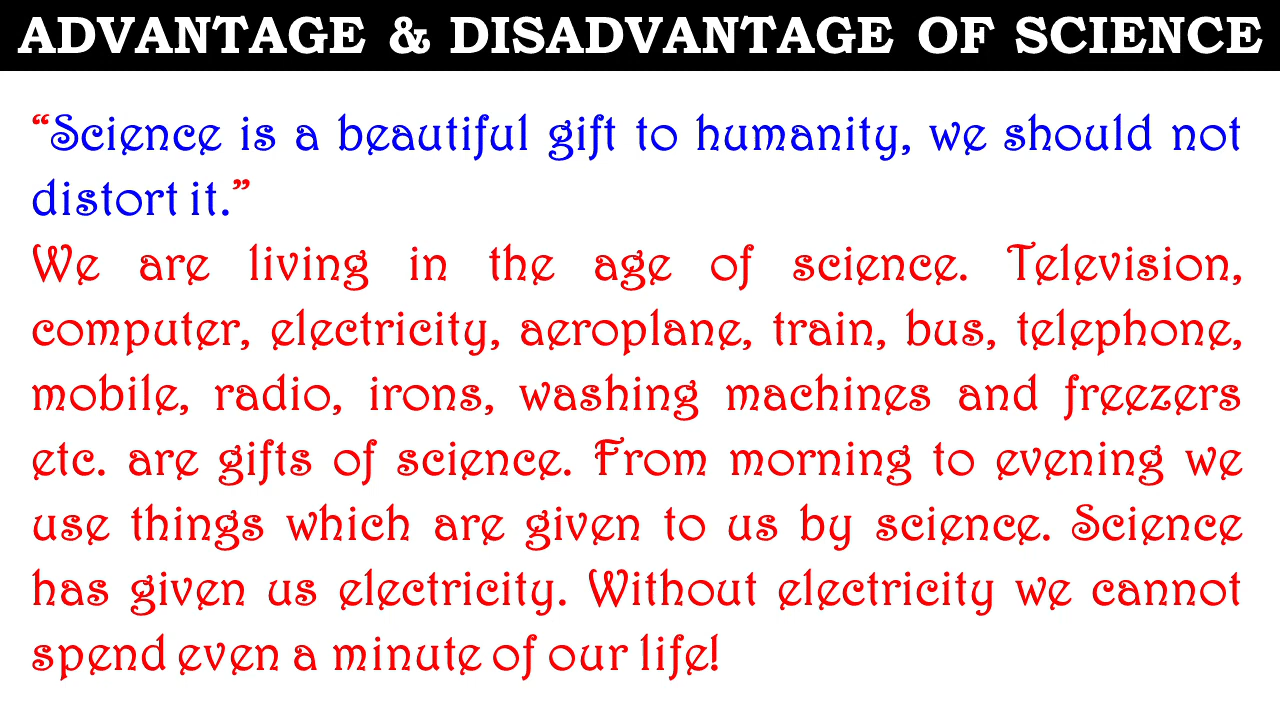 ADVANTAGE & DISADVANTAGE OF SCIENCE
“Science is a beautiful gift to humanity, we should not
distort it.”
We are living in the age of science. Television,
computer, electricity, aeroplane, train, bus, telephone,
mobile, radio, irons, washing machines and freezers
etc. are gifts of science. From morning to evening we
use things which are given to us by science. Science
has given us electricity. Without electricity we cannot
spend even a minute of our life!